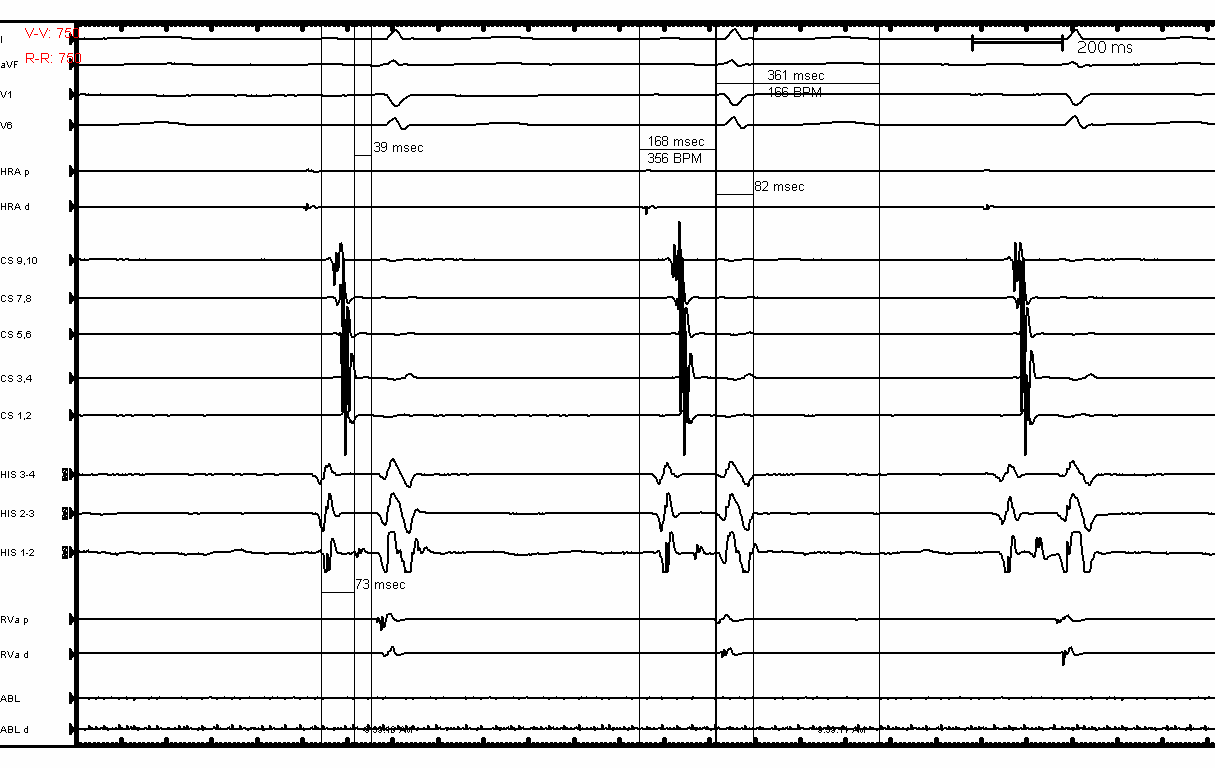 V-V: 750
I
R-R: 750
200 ms
aVF
361 msec
166 BPM
V1
V6
39 msec
168 msec
356 BPM
HRA p
82 msec
HRA d
CS 9,10
CS 7,8
CS 5,6
CS 3,4
CS 1,2
HIS 3-4
HIS 2-3
HIS 1-2
73 msec
RVa p
RVa d
ABL
ABL d